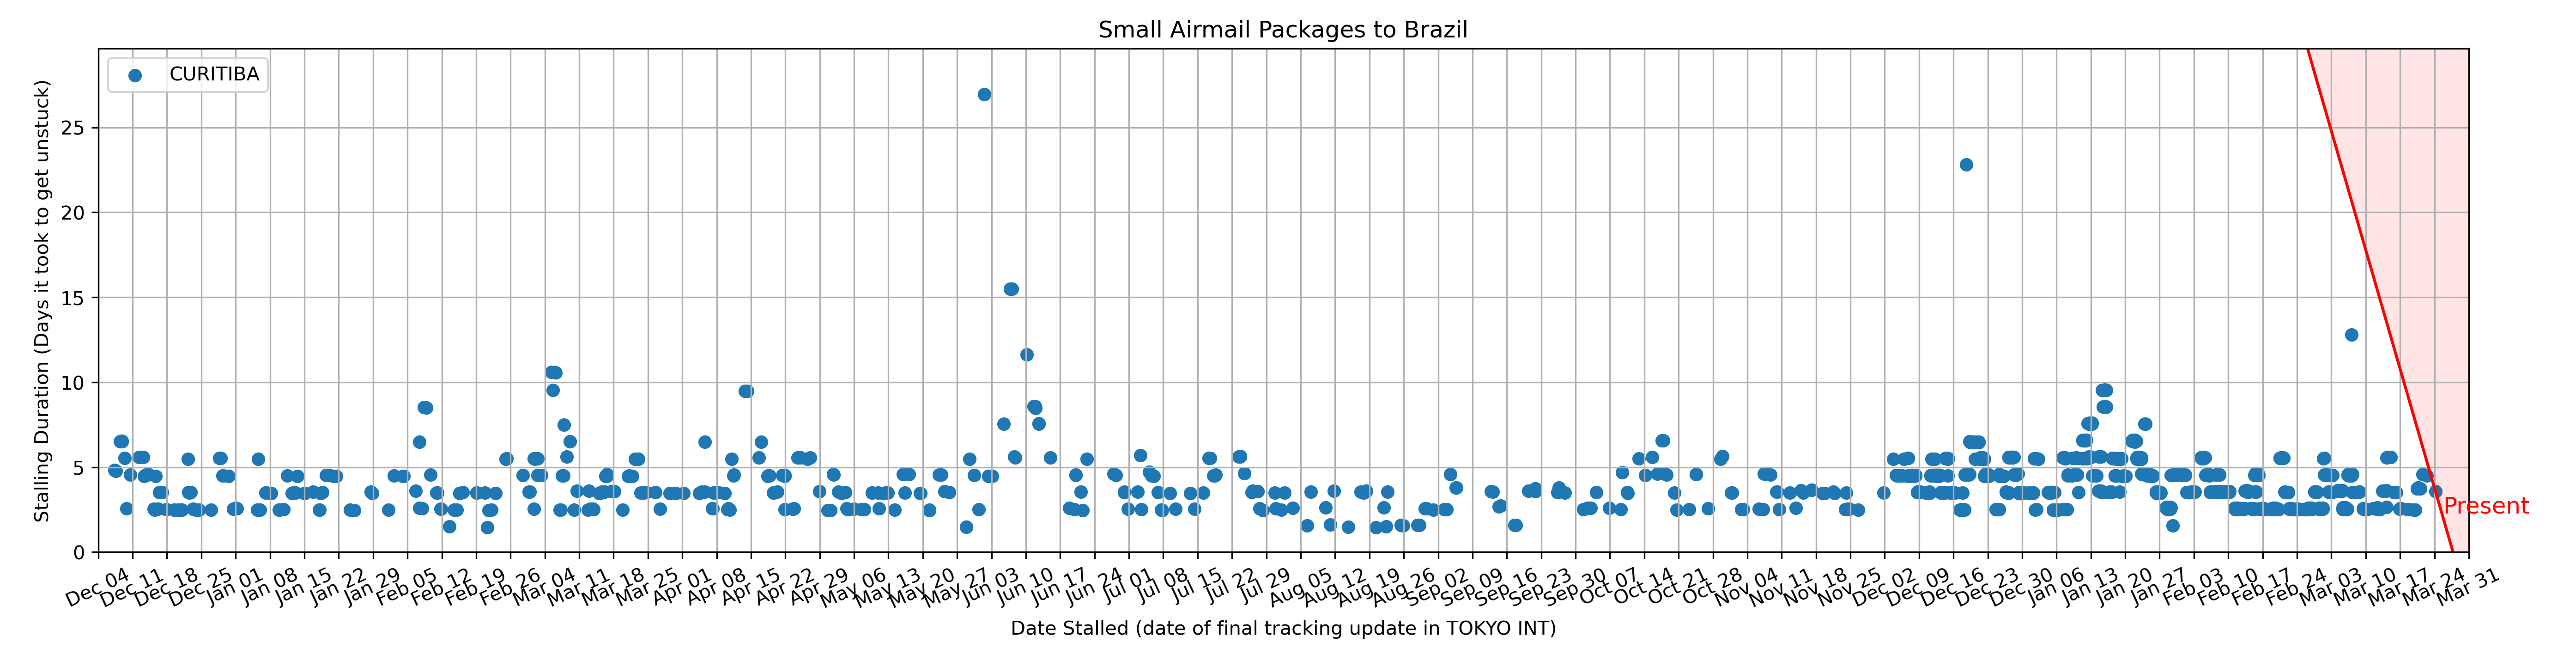 Small Airmail Packages to Brazil
CURITIBA
Stalling Duration (Days it took to get unstuck)
25
20
15
10
5
0
Present
Dec 04
Dec 11
Dec 18
Dec 25
Jan 01
Jan 08
Jan 15
Jan 22
Jan 29
Feb 05
Feb 12
Feb 19
Feb 26
Mar 04
Mar 11
Mar 18
Mar 25
Apr 01
Apr 08
Apr 15
Apr 22
Apr 29
May 06
May 13
May 20
May 27
Jun 03
Jun 10
Jun 17
Jun 24
Jul 01
Jul 08
Jul 15
Jul 22
Jul 29
Aug 05
Aug 12
Aug 19
Aug 26
Sep 02
Sep 09
Sep 16
Sep 23
Sep 30
Oct 07
Oct 14
Oct 21
Oct 28
Nov 04
Nov 11
Nov 18
Nov 25
Dec 02
Dec 09
Dec 16
Dec 23
Dec 30
Jan 06
Jan 13
Jan 20
Jan 27
Feb 03
Feb 10
Feb 17
Feb 24
Mar 03
Mar 10
Mar 17
Mar 24
Mar 31
Date Stalled (date of final tracking update in TOKYO INT)